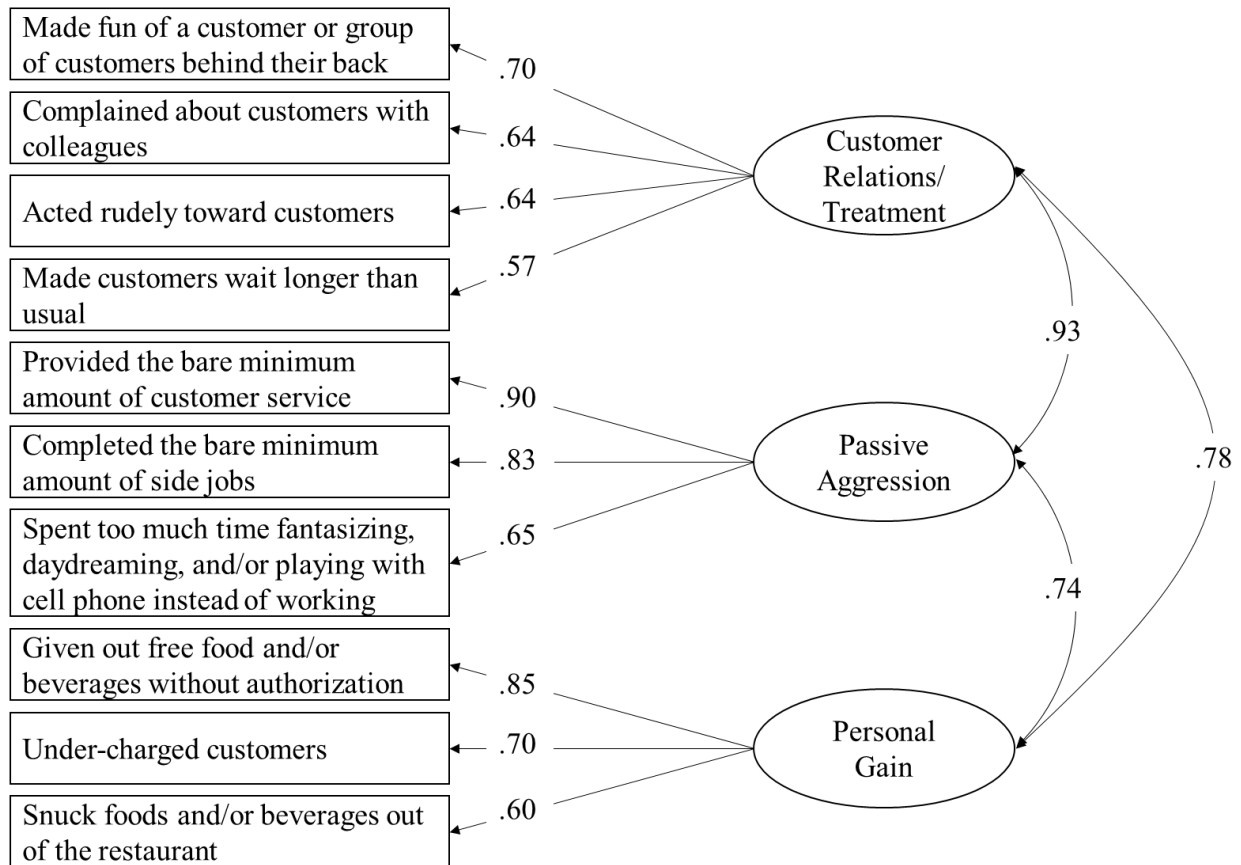 Made fun of a customer or group
of customers behind their back
.70
Complained about customers with
colleagues
.64
Acted rudely toward customers
.64
Made customers wait longer than
usual
.57
Customer
Relations/
Treatment
.93
Provided the bare minimum
amount of customer service
.90
Completed the bare minimum
amount of side jobs
.83
Spent too much time fantasizing,
daydreaming, and/or playing with
cell phone instead of working
.65
Passive
Aggression
.78
.74
Given out free food and/or
beverages without authorization
.85
Under-charged customers
.70
Snuck foods and/or beverages out
of the restaurant
.60
Personal
Gain